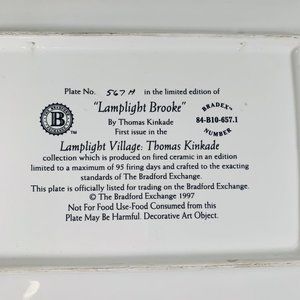 Plate No. 567 A in the limited edition of
"Lamplight Brooke"
By Thomas Kinkade
First issue in the
BRADEX™
84-B10-657.1
NUMBER
B
™
Lamplight Village: Thomas Kinkade
collection which is produced on fired ceramic in an edition
limited to a maximum of 95 firing days and crafted to the exacting
standards of The Bradford Exchange.
This plate is officially listed for trading on the Bradford Exchange.
© The Bradford Exchange 1997
Not For Food Use-Food Consumed from this
Plate May Be Harmful. Decorative Art Object.